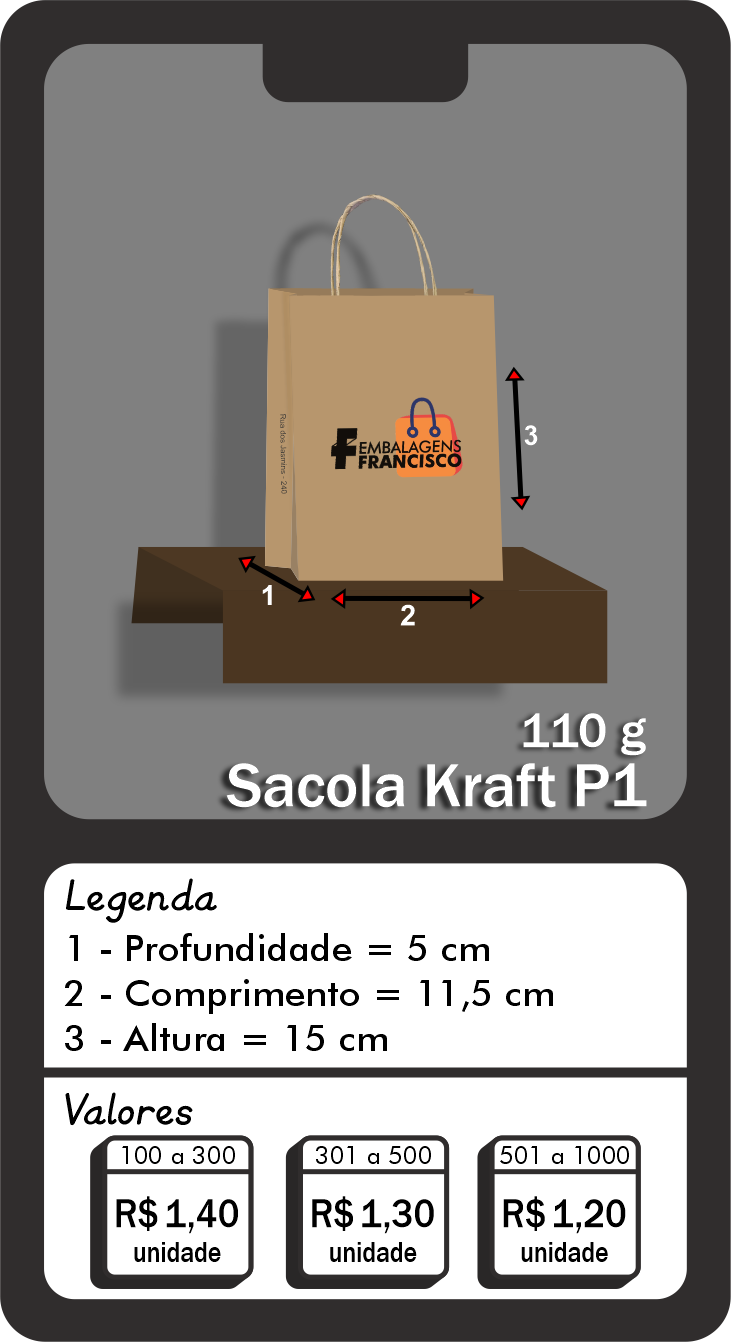 Rua dos Jasmins - 240
F EMBALAGENS
FRANCISCO
3
1
2
110 g
Sacola Kraft P1
Legenda
1 - Profundidade = 5 cm
2 - Comprimento = 11,5 cm
3 - Altura = 15 cm
Valores
100 a 300
R$ 1,40
unidade
301 a 500
R$ 1,30
unidade
501 a 1000
R$ 1,20
unidade